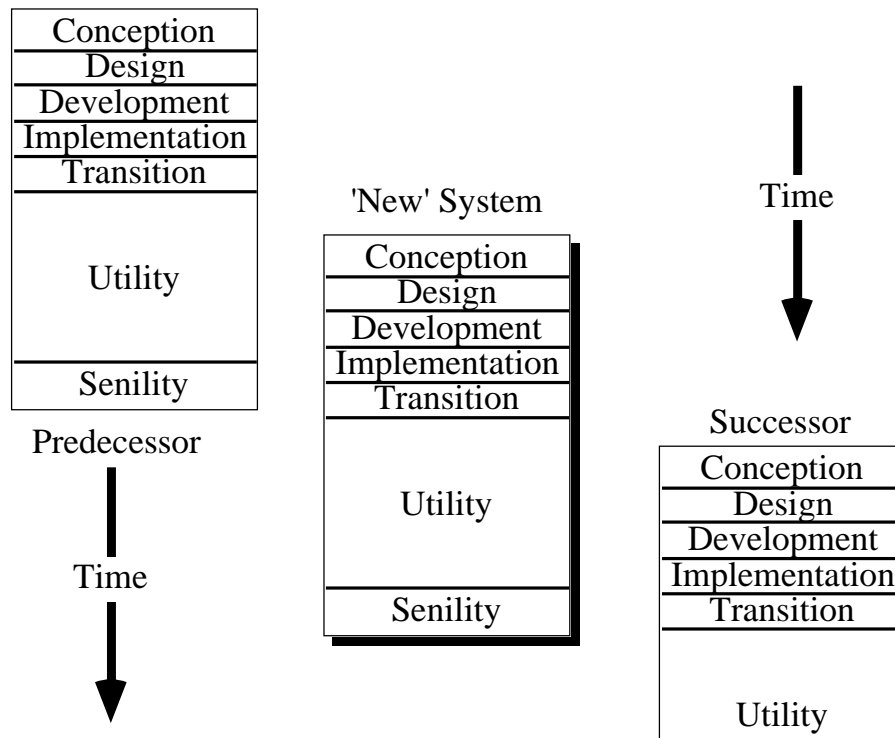 Conception
Design
Development
Implementation
Transition
Utility
Senility
Predecessor
Time
'New' System
Conception
Design
Development
Implementation
Transition
Utility
Senility
Time
Successor
Conception
Design
Development
Implementation
Transition
Utility